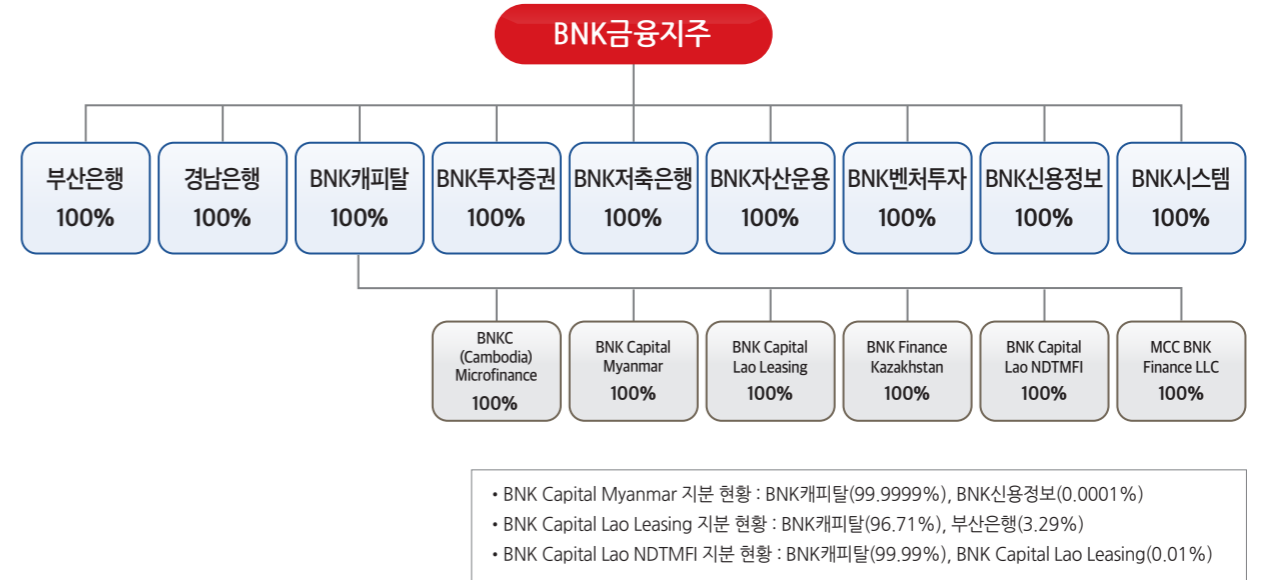 BNK금융지주
부산은행
100%
경남은행
100%
BNK캐피탈
100%
BNK투자증권
100%
BNK저축은행
100%
BNK자산운용
100%
BNK벤처투자
100%
BNK신용정보
100%
BNK시스템
100%
BNKC
(Cambodia)
Microfinance
100%
BNK Capital
Myanmar
100%
BNK Capital
Lao Leasing
100%
BNK Finance
Kazakhstan
100%
BNK Capital
Lao NDTMFI
100%
MCC BNK
Finance LLC
100%
• BNK Capital Myanmar 지분 현황 : BNK캐피탈(99.9999%), BNK신용정보(0.0001%)
• BNK Capital Lao Leasing 지분 현황 : BNK캐피탈(96.71%), 부산은행(3.29%)
• BNK Capital Lao NDTMFI 지분 현황 : BNK캐피탈(99.99%), BNK Capital Lao Leasing(0.01%)